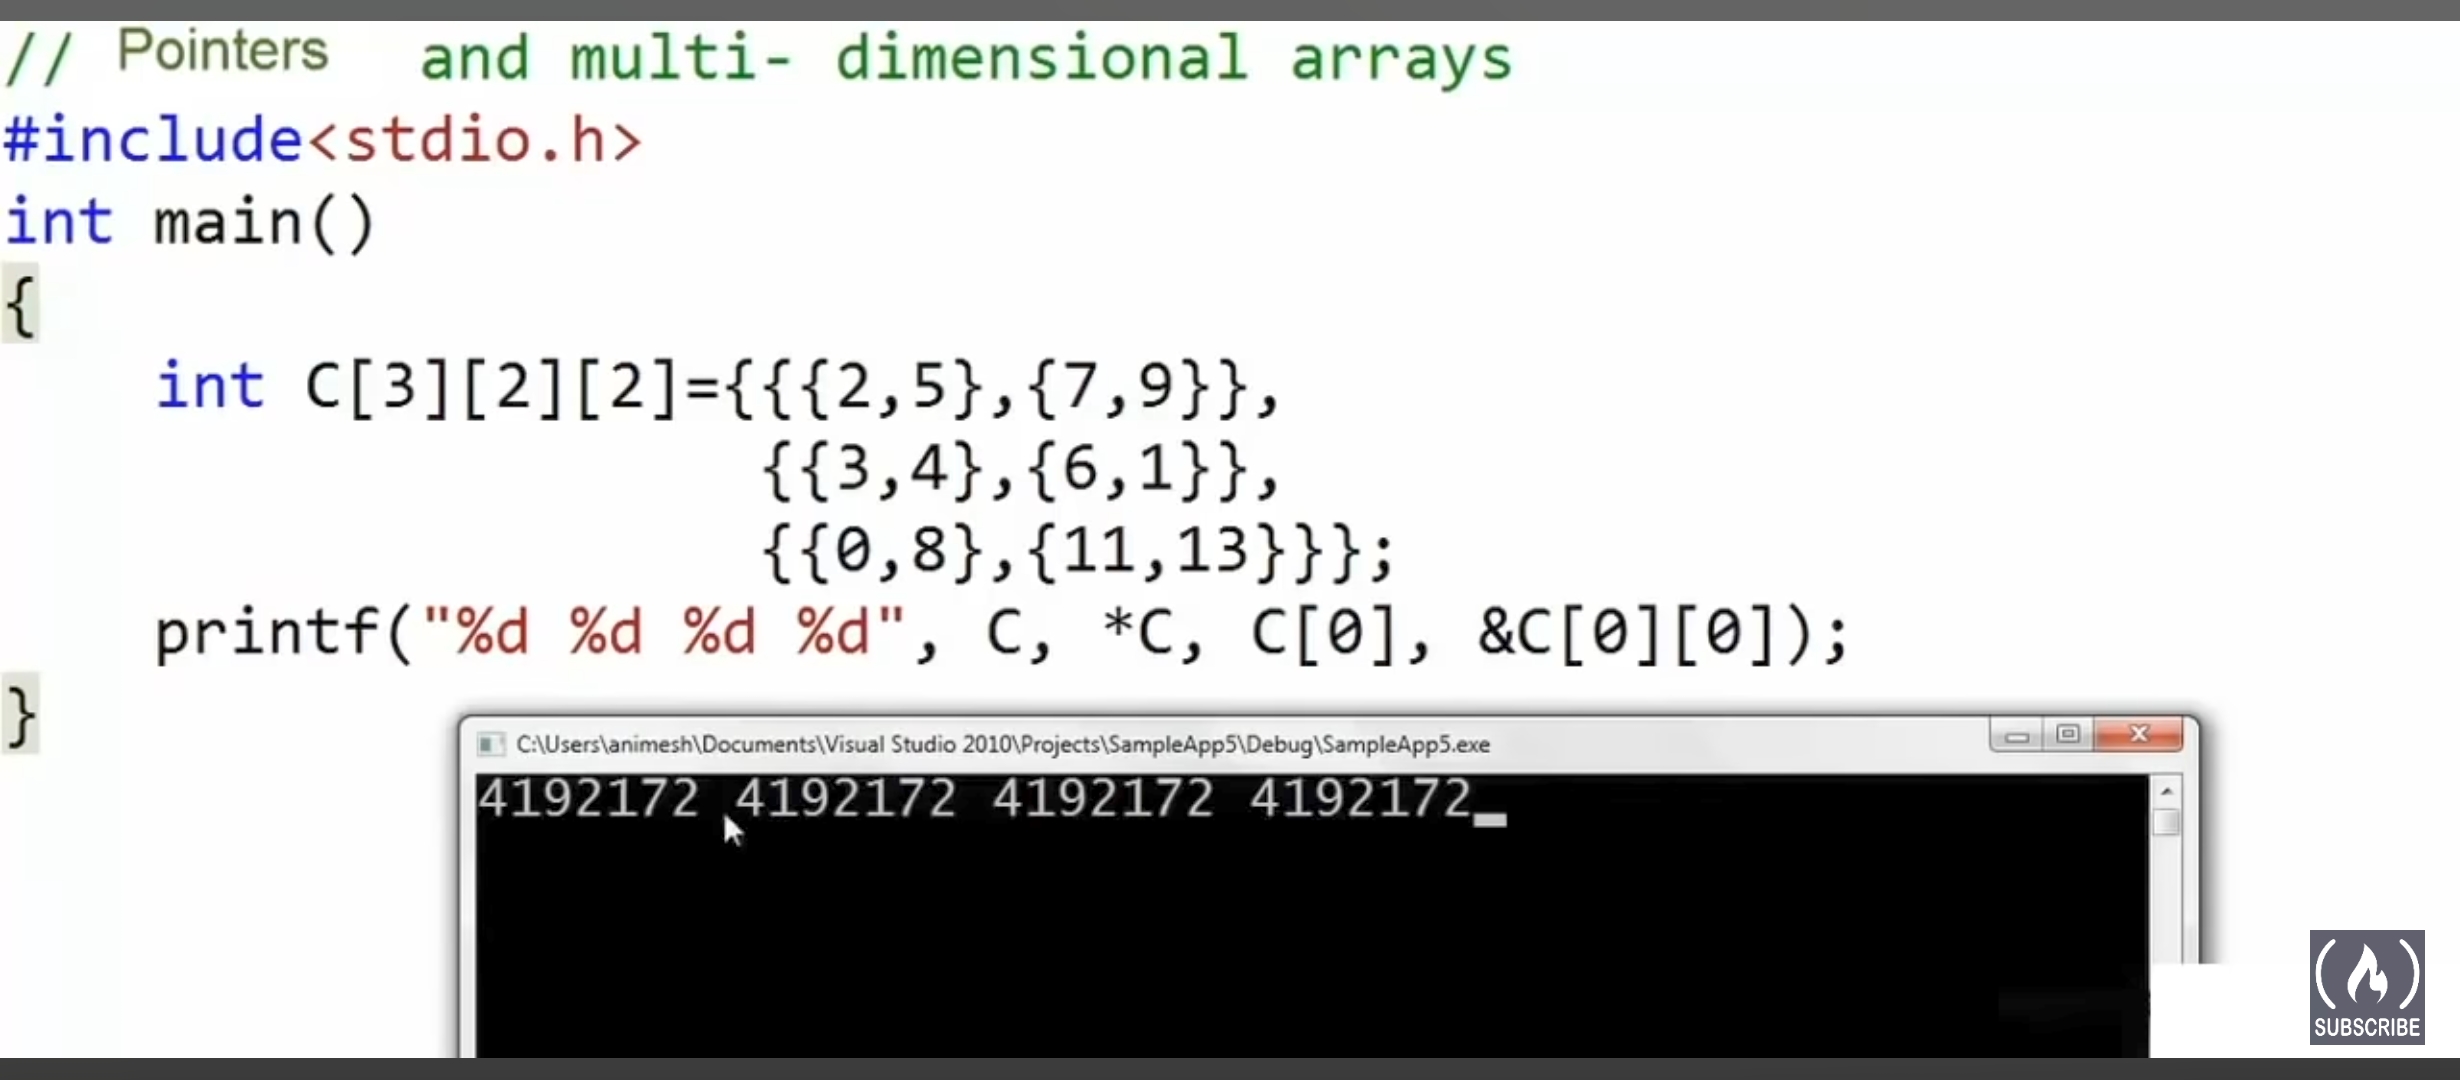 // Pointers and multi- dimensional arrays
#include<stdio.h>
int main()
{
int C[3][2][2]={{{2,5},{7,9}},
{{3,4},{6,1}},
{{0,8},{11,13}}};
printf("%d %d %d %d", C, *C, C[0], &C[0][0]);
}
C:\Users\animesh\Documents\Visual Studio 2010\Projects\SampleApp5\Debug\SampleApp5.exe
4192172 4192172 4192172 4192172_
SUBSCRIBE